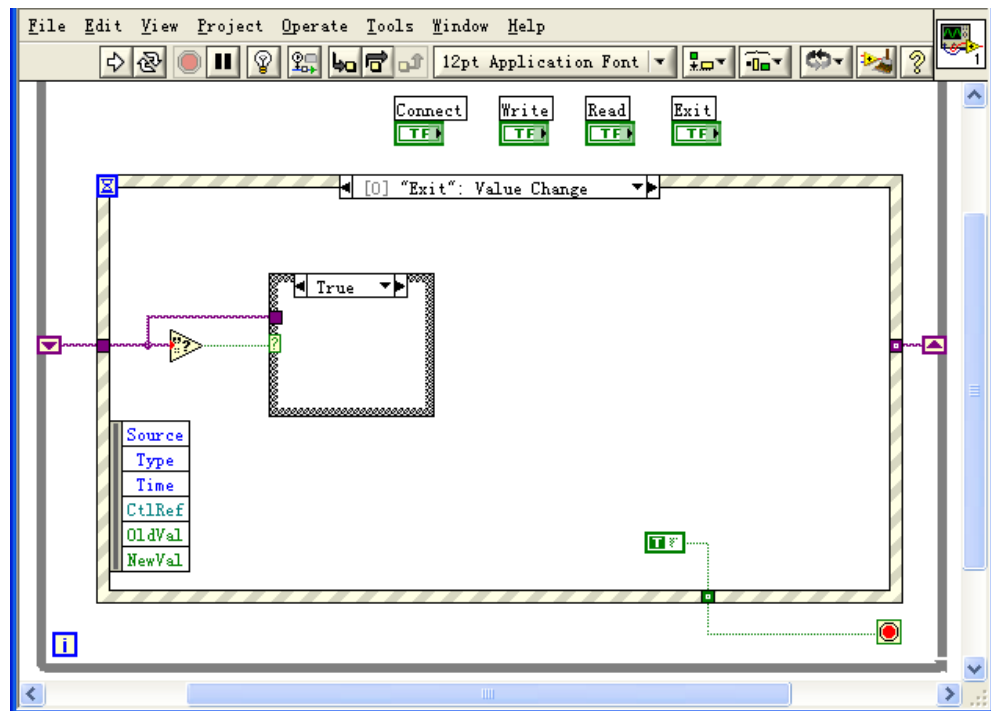 File Edit View Project Operate Tools Window Help
12pt Application Font
?
1
Connect Write Read Exit
TF TF TF TF
[0] "Exit": Value Change
True
?
?
Source
Type
Time
CtlRef
OldVal
NewVal
T
i